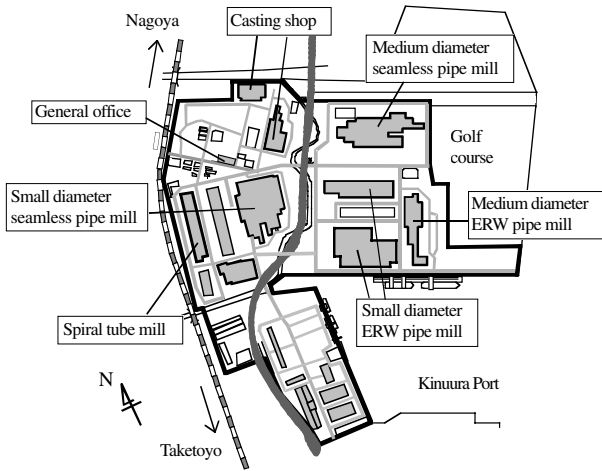 Nagoya
Casting shop
Medium diameter
seamless pipe mill
General office
Golf
course
Small diameter
seamless pipe mill
Medium diameter
ERW pipe mill
Spiral tube mill
Small diameter
ERW pipe mill
N
Kinuura Port
Taketoyo